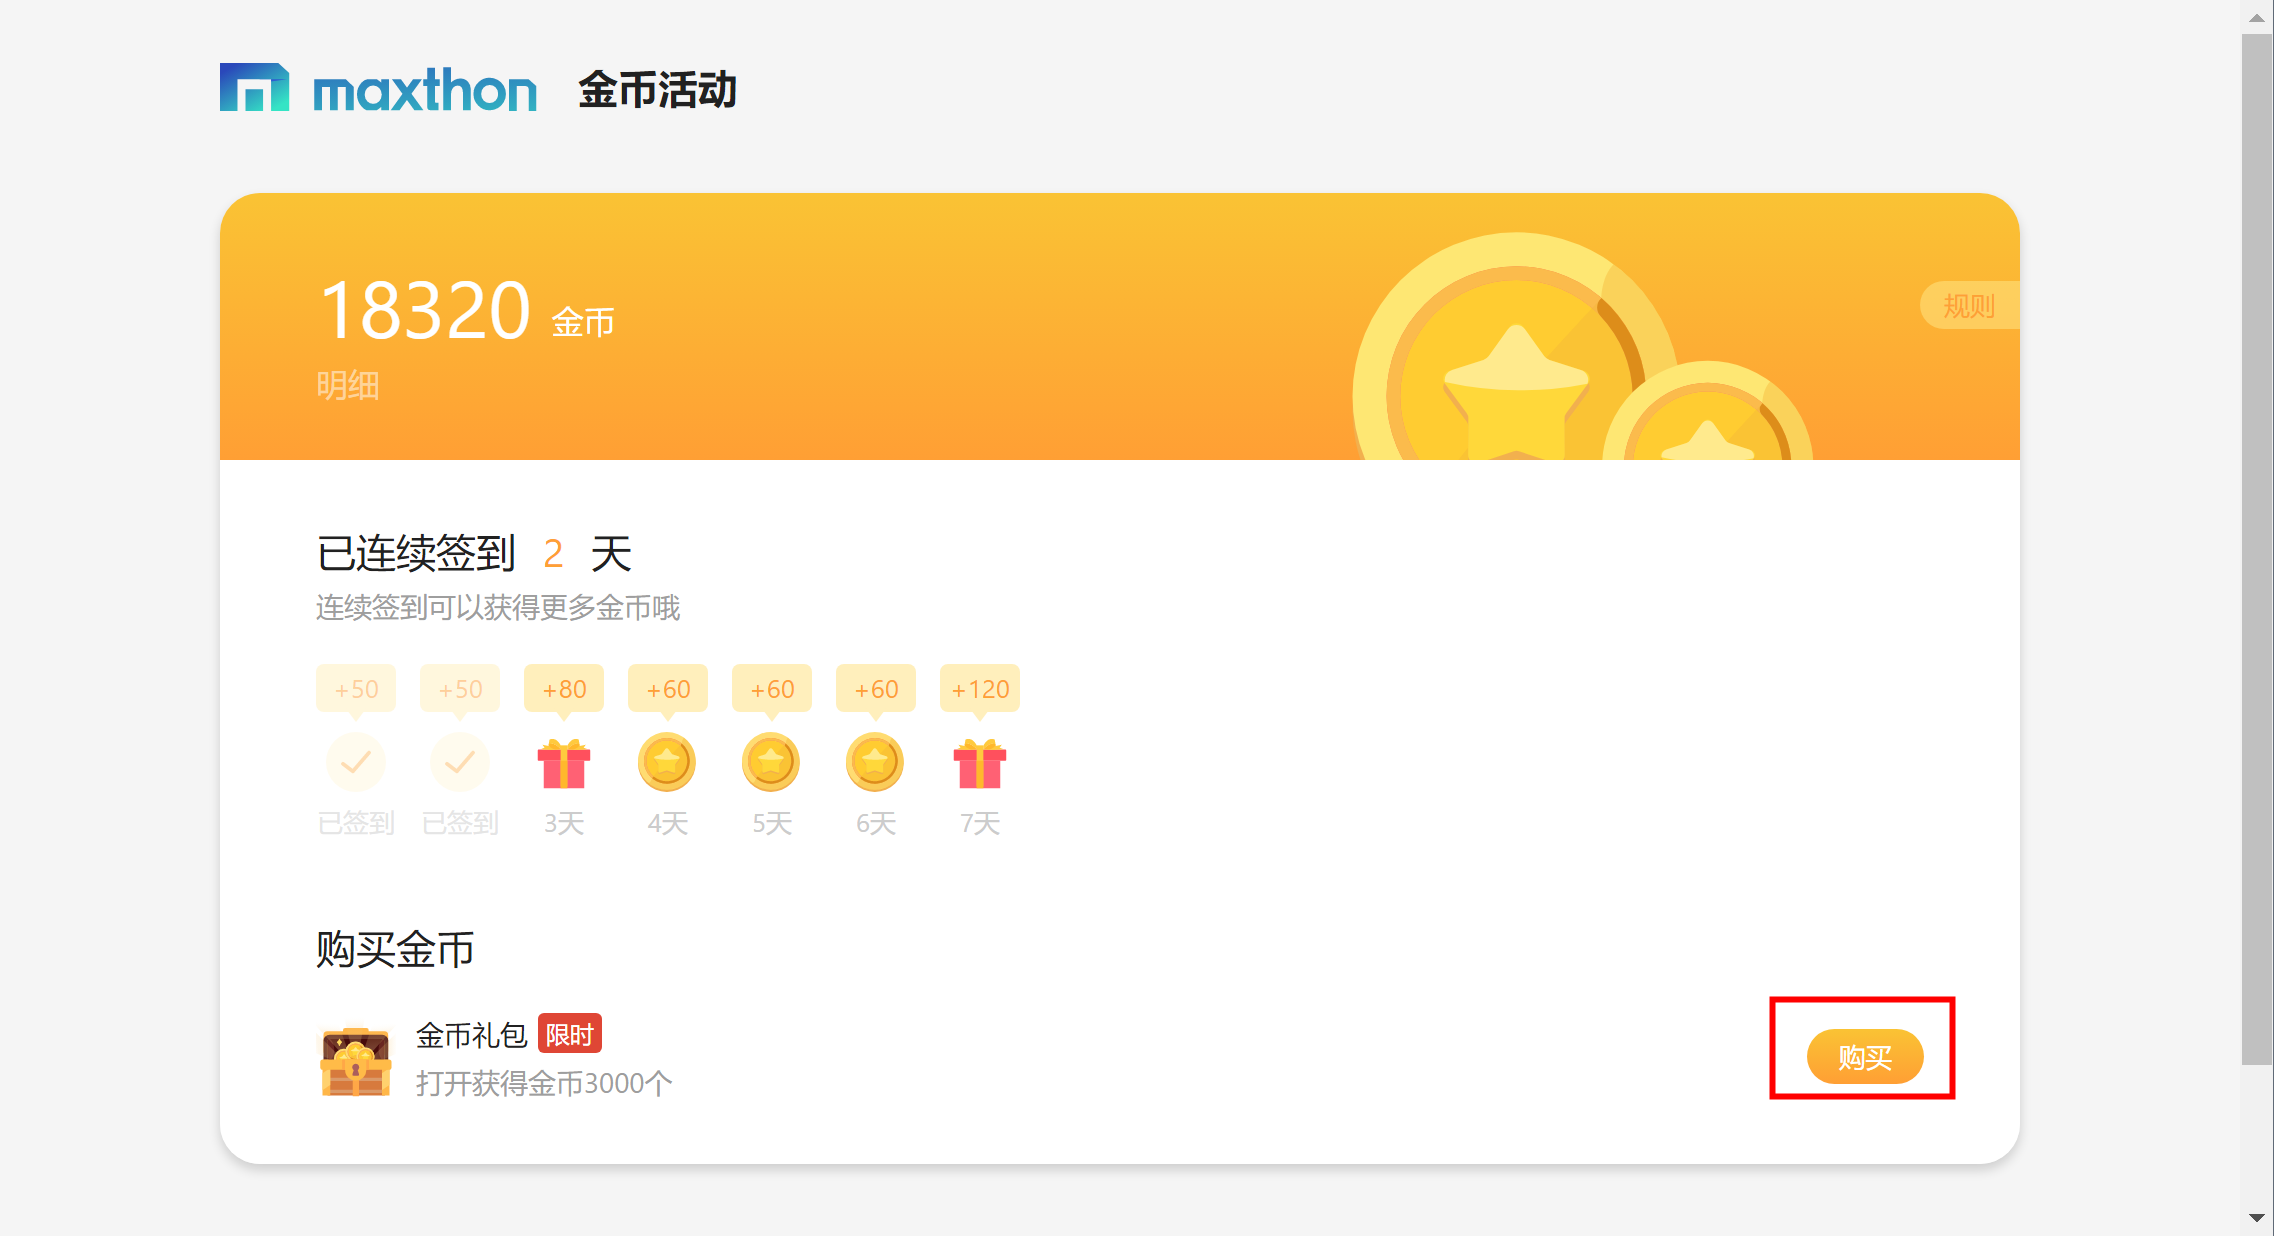 maxthon 金币活动
18320 金币
规则
明细
已连续签到 2 天
连续签到可以获得更多金币哦
+50 +50 +80 +60 +60 +60 +120
已签到 已签到 3天 4天 5天 6天 7天
购买金币
金币礼包 限时
打开获得金币3000个
购买